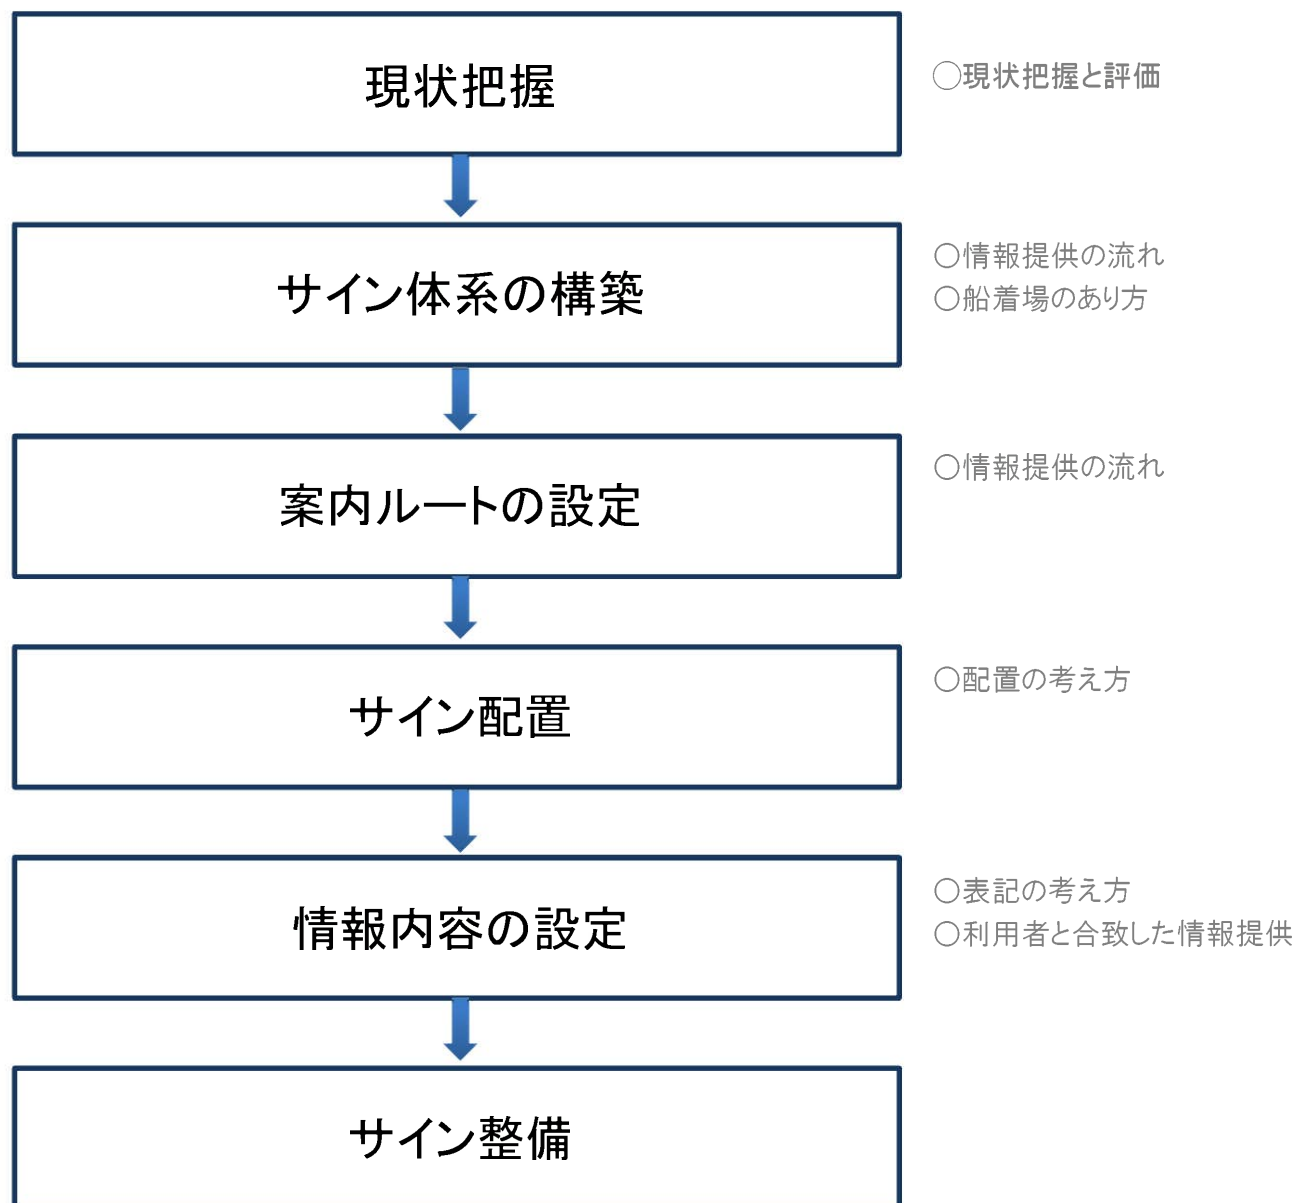 現状把握
○現状把握と評価
サイン体系の構築
○情報提供の流れ
○船着場のあり方
案内ルートの設定
○情報提供の流れ
サイン配置
○配置の考え方
情報内容の設定
○表記の考え方
○利用者と合致した情報提供
サイン整備